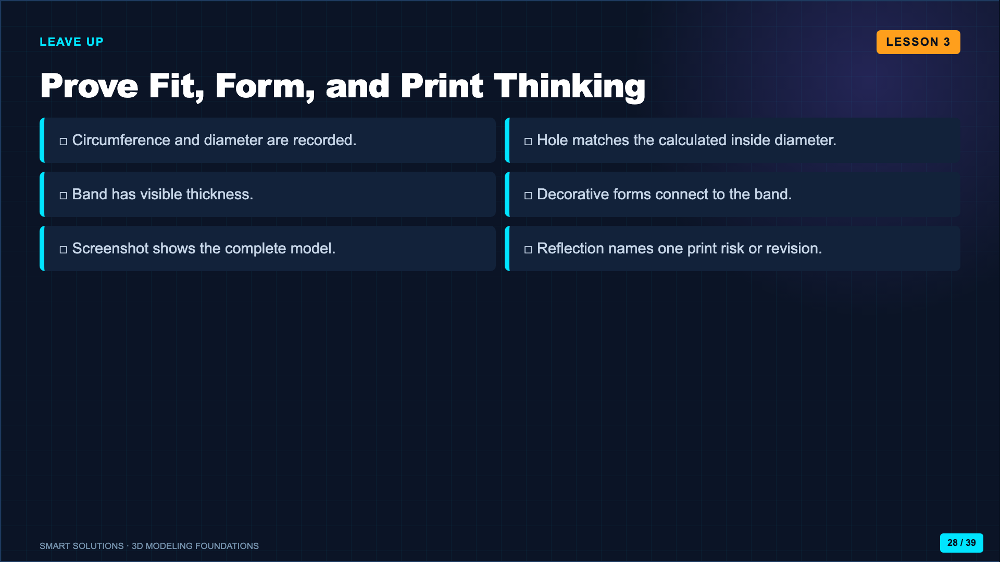 LEAVE UP
LESSON 3
Prove Fit, Form, and Print Thinking
□ Circumference and diameter are recorded.
□ Hole matches the calculated inside diameter.
□ Band has visible thickness.
□ Decorative forms connect to the band.
□ Screenshot shows the complete model.
□ Reflection names one print risk or revision.
SMART SOLUTIONS · 3D MODELING FOUNDATIONS
28 / 39